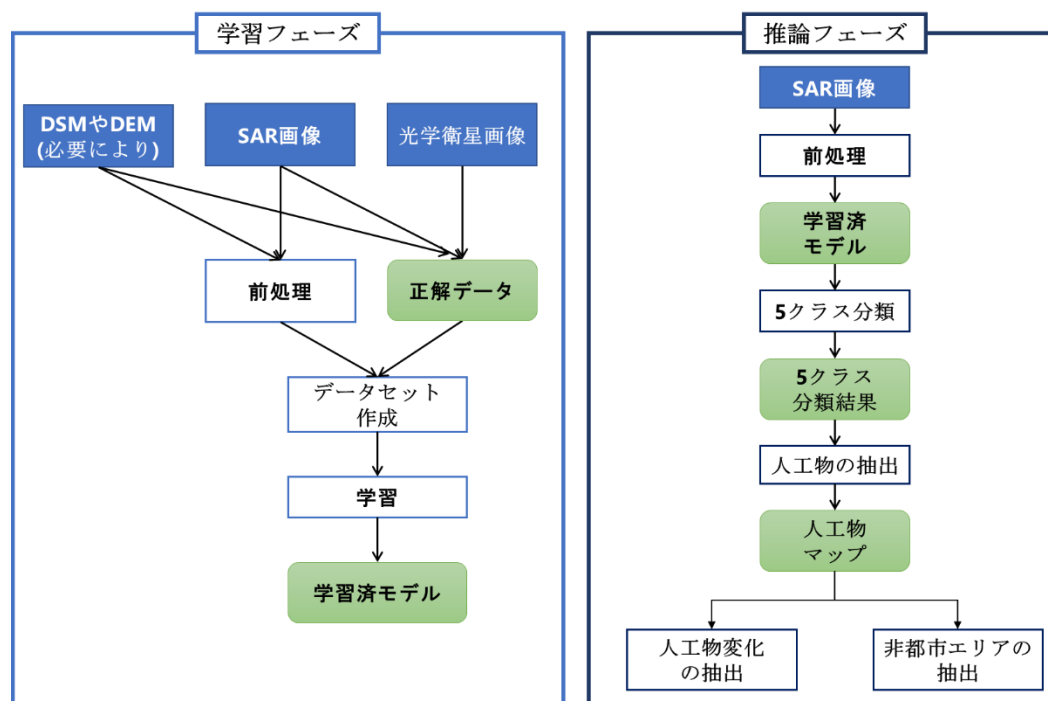 学習フェーズ
DSMやDEM
(必要により)
SAR画像
光学衛星画像
前処理
正解データ
データセット
作成
学習
学習済モデル
推論フェーズ
SAR画像
前処理
学習済
モデル
5クラス分類
5クラス
分類結果
人工物の抽出
人工物
マップ
人工物変化
の抽出
非都市エリアの
抽出